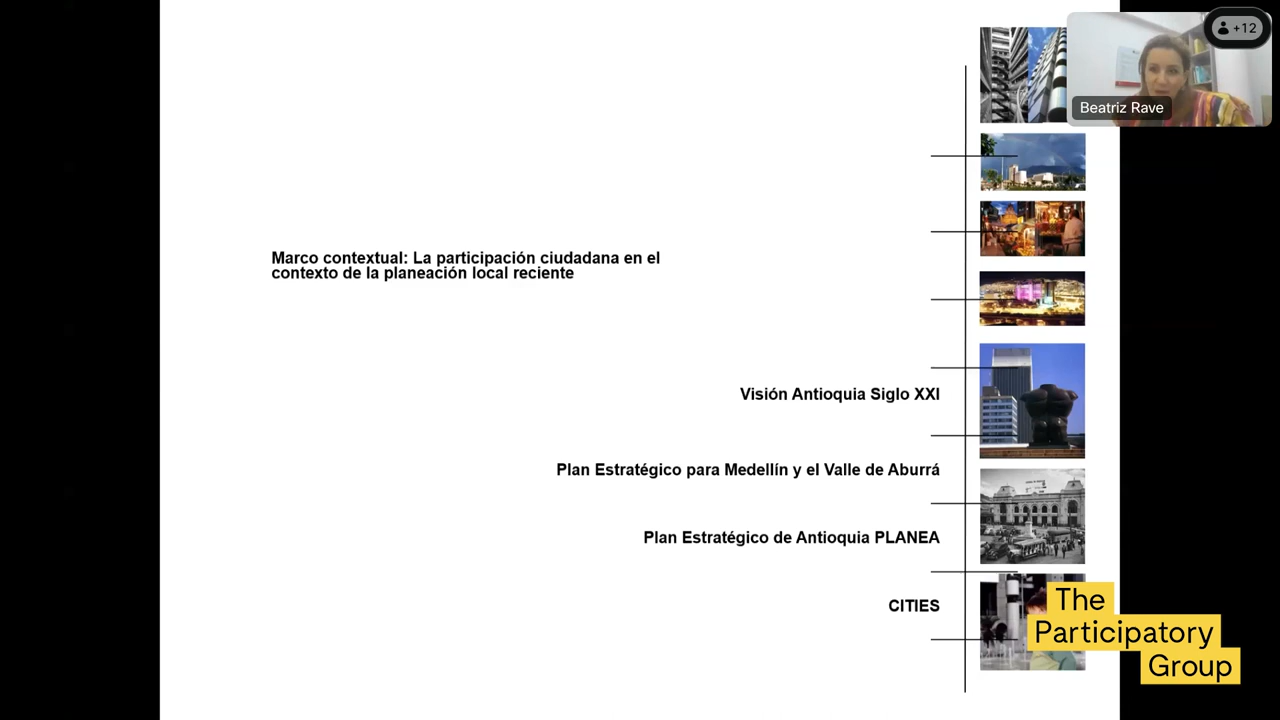 +12
Beatriz Rave
Marco contextual: La participación ciudadana en el
contexto de la planeación local reciente
Visión Antioquia Siglo XXI
Plan Estratégico para Medellín y el Valle de Aburrá
Plan Estratégico de Antioquia PLANEA
CITIES
The
Participatory
Group